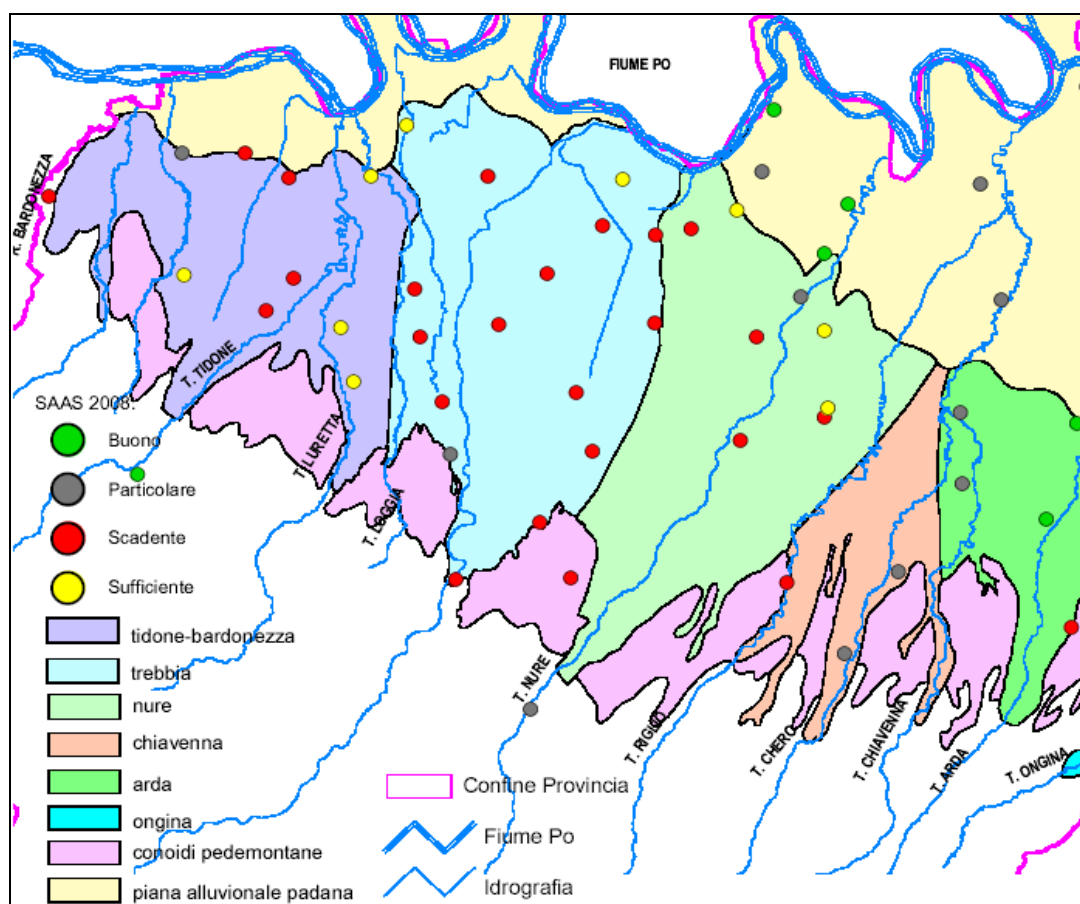 FIUME PO
R. BARDONEZZA
T. TIDONE
SAAS 2008:
Buono
Particolare
Scadente
Sufficiente
T. LURETTA
T. LOGGIA
T. NURE
T. RIGLIO
T. CHERO
T. CHIAVENNA
T. ARDA
T. ONGINA
tidone-bardonezza
trebbia
nure
chiavenna
arda
ongina
conoidi pedemontane
piana alluvionale padana
Confine Provincia
Fiume Po
Idrografia